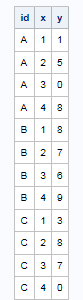 id x y
A 1 1
A 2 5
A 3 0
A 4 8
B 1 8
B 2 7
B 3 6
B 4 9
C 1 3
C 2 8
C 3 7
C 4 0